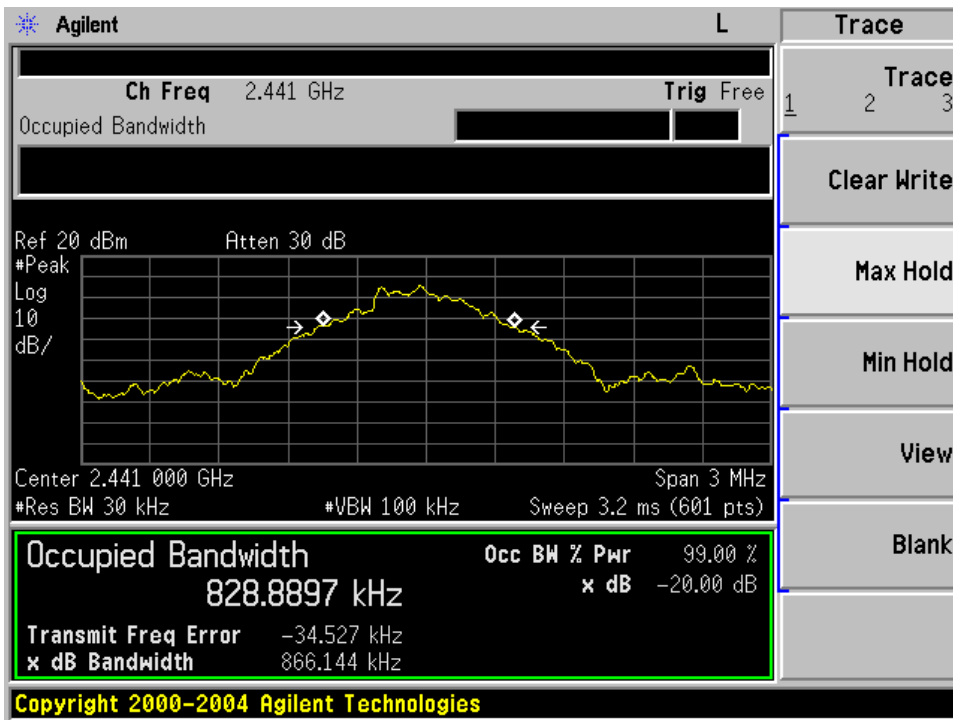 Agilent L Trace
Ch Freq 2.441 GHz Trig Free
Occupied Bandwidth
Trace
1 2 3
Clear Write
Max Hold
Min Hold
View
Blank
Ref 20 dBm Atten 30 dB
#Peak
Log
10
dB/
Center 2.441 000 GHz Span 3 MHz
#Res BW 30 kHz #VBW 100 kHz Sweep 3.2 ms (601 pts)
Occupied Bandwidth Occ BW % Pwr 99.00 %
828.8897 kHz x dB -20.00 dB
Transmit Freq Error -34.527 kHz
x dB Bandwidth 866.144 kHz
Copyright 2000-2004 Agilent Technologies